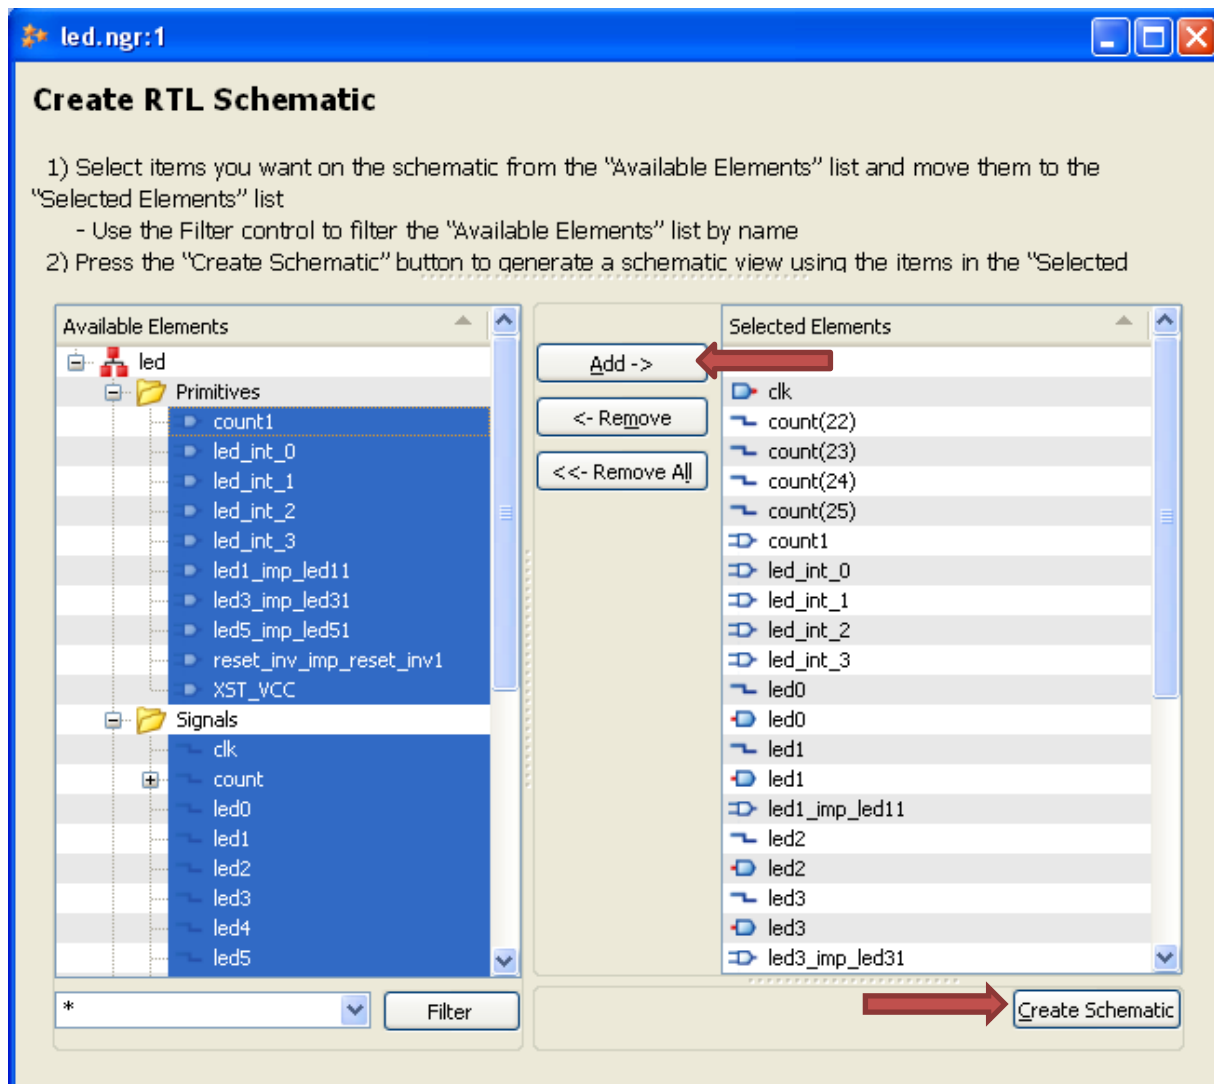 led.ngr:1
Create RTL Schematic
1) Select items you want on the schematic from the "Available Elements" list and move them to the
"Selected Elements" list
- Use the Filter control to filter the "Available Elements" list by name
2) Press the "Create Schematic" button to generate a schematic view using the items in the "Selected
Available Elements
led
Primitives
count1
led_int_0
led_int_1
led_int_2
led_int_3
led1_imp_led11
led3_imp_led31
led5_imp_led51
reset_inv_imp_reset_inv1
XST_VCC
Signals
clk
count
led0
led1
led2
led3
led4
led5
*
Filter
Add ->
<- Remove
<<- Remove All
Selected Elements
clk
count(22)
count(23)
count(24)
count(25)
count1
led_int_0
led_int_1
led_int_2
led_int_3
led0
led0
led1
led1
led1_imp_led11
led2
led2
led3
led3
led3_imp_led31
Create Schematic